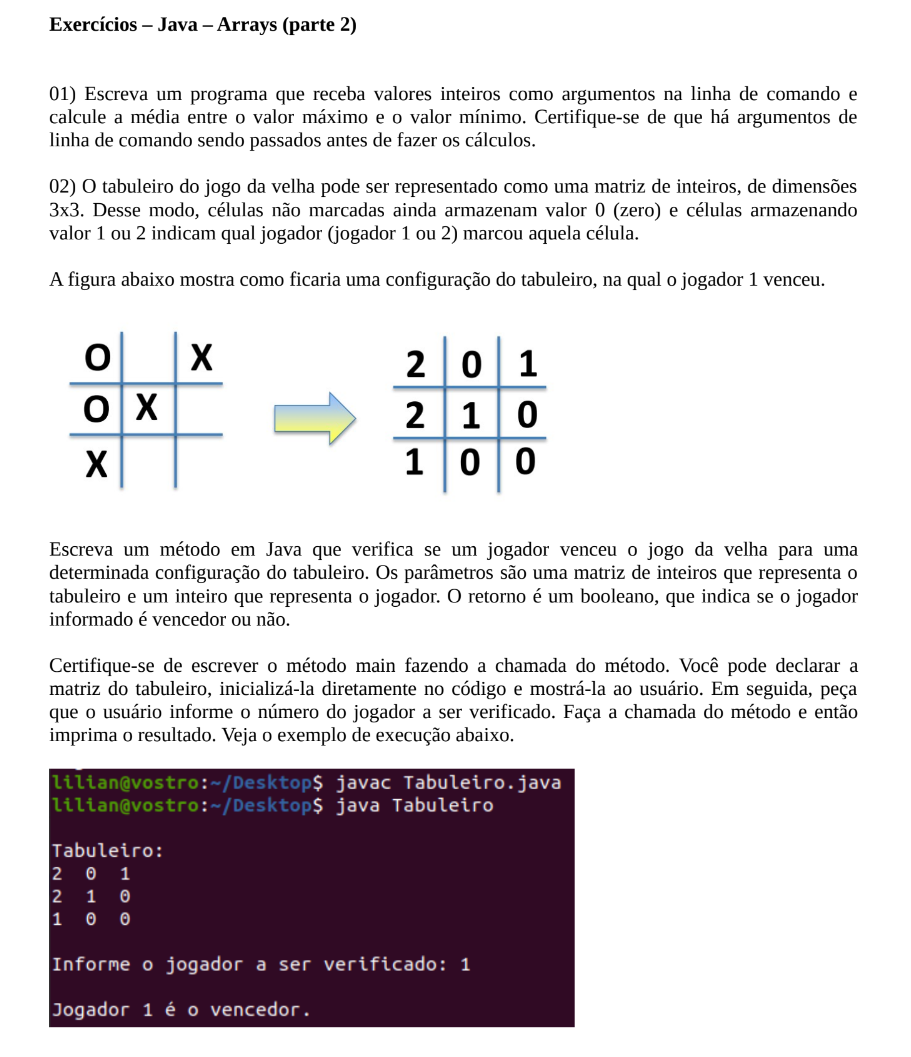 Exercícios – Java – Arrays (parte 2)
01) Escreva um programa que receba valores inteiros como argumentos na linha de comando e
calcule a média entre o valor máximo e o valor mínimo. Certifique-se de que há argumentos de
linha de comando sendo passados antes de fazer os cálculos.
02) O tabuleiro do jogo da velha pode ser representado como uma matriz de inteiros, de dimensões
3x3. Desse modo, células não marcadas ainda armazenam valor 0 (zero) e células armazenando
valor 1 ou 2 indicam qual jogador (jogador 1 ou 2) marcou aquela célula.
A figura abaixo mostra como ficaria uma configuração do tabuleiro, na qual o jogador 1 venceu.
O X
O X
X
2 0 1
2 1 0
1 0 0
Escreva um método em Java que verifica se um jogador venceu o jogo da velha para uma
determinada configuração do tabuleiro. Os parâmetros são uma matriz de inteiros que representa o
tabuleiro e um inteiro que representa o jogador. O retorno é um booleano, que indica se o jogador
informado é vencedor ou não.
Certifique-se de escrever o método main fazendo a chamada do método. Você pode declarar a
matriz do tabuleiro, inicializá-la diretamente no código e mostrá-la ao usuário. Em seguida, peça
que o usuário informe o número do jogador a ser verificado. Faça a chamada do método e então
imprima o resultado. Veja o exemplo de execução abaixo.
lilian@vostro:~/Desktop$ javac Tabuleiro.java
lilian@vostro:~/Desktop$ java Tabuleiro
Tabuleiro:
2 0 1
2 1 0
1 0 0
Informe o jogador a ser verificado: 1
Jogador 1 é o vencedor.